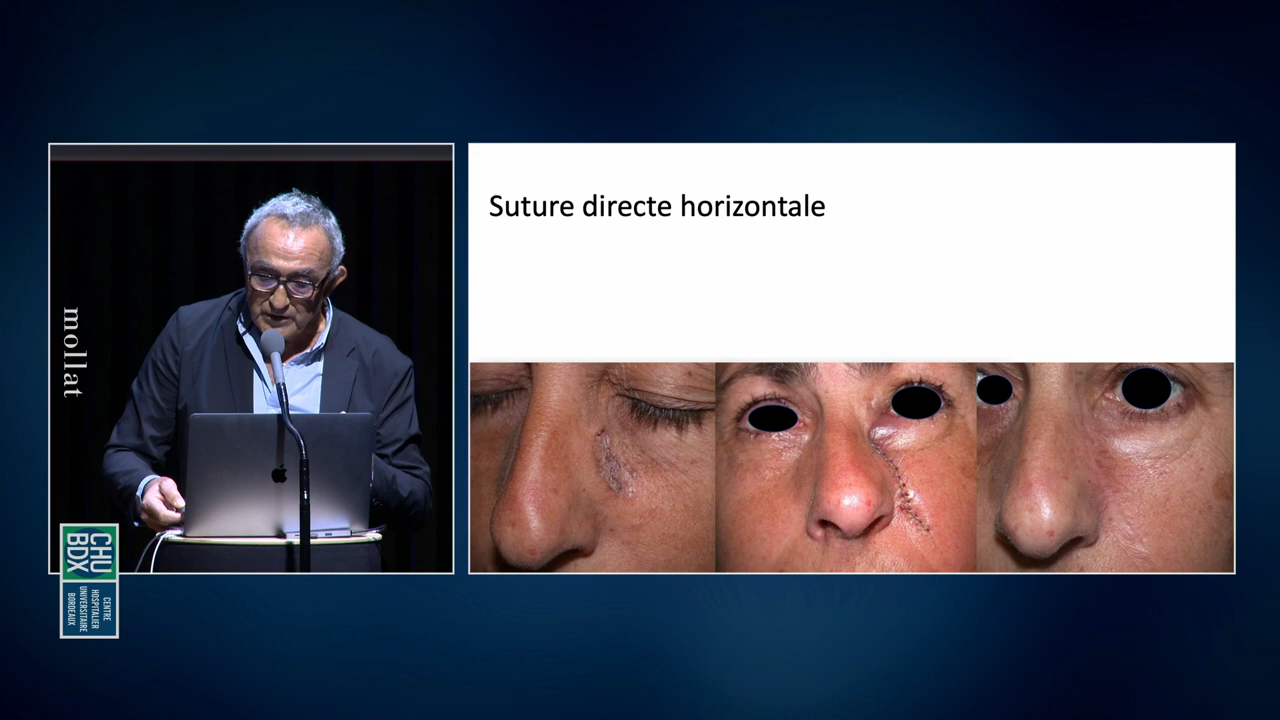 Suture directe horizontale
mollat
CHU
BDX
CENTRE
HOSPITALIER
UNIVERSITAIRE
BORDEAUX